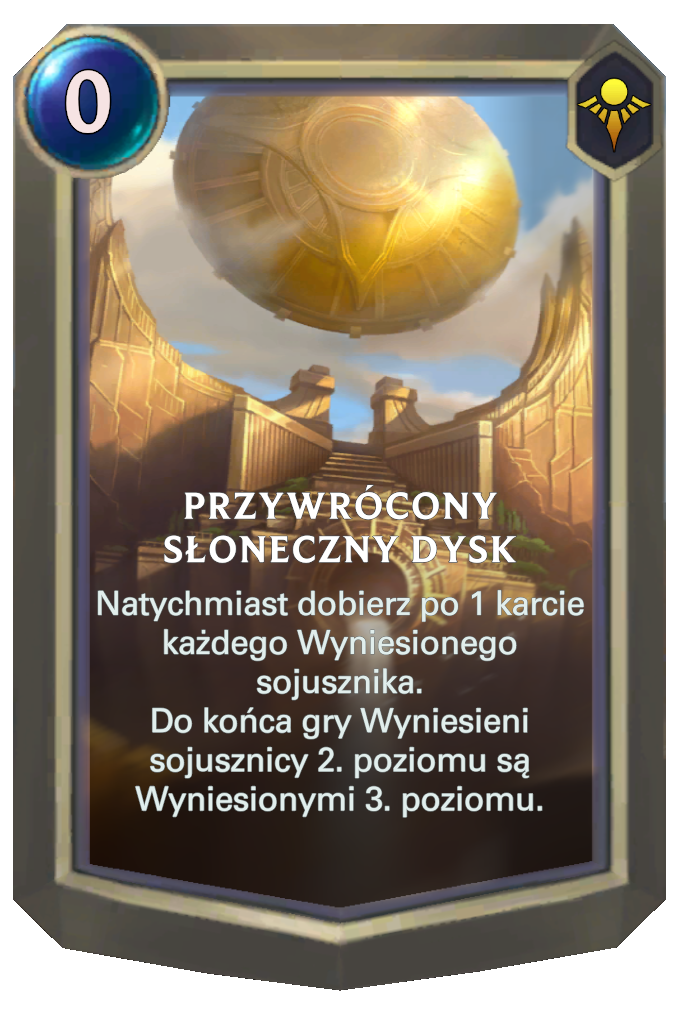 0
PRZYWRÓCONY
SŁONECZNY DYSK
Natychmiast dobierz po 1 karcie
każdego Wyniesionego
sojusznika.
Do końca gry Wyniesieni
sojusznicy 2. poziomu są
Wyniesionymi 3. poziomu.